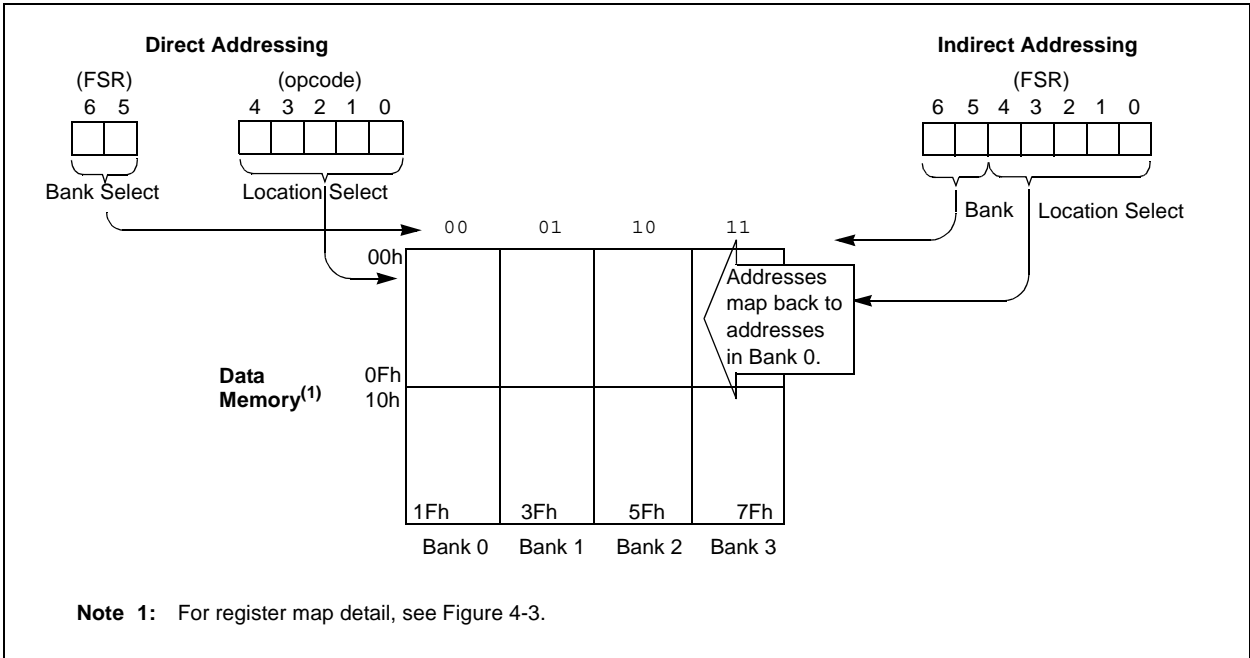 Direct Addressing
Indirect Addressing
(FSR)
(opcode)
(FSR)
6 5
4 3 2 1 0
6 5 4 3 2 1 0
Bank Select
Location Select
Bank
Location Select
00
01
10
11
00h
Addresses
map back to
addresses
in Bank 0.
Data
Memory(1)
0Fh
10h
1Fh
3Fh
5Fh
7Fh
Bank 0
Bank 1
Bank 2
Bank 3
Note 1: For register map detail, see Figure 4-3.